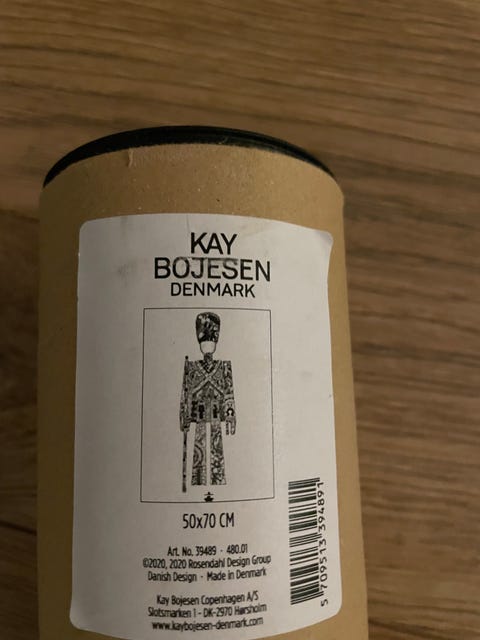 KAY
BOJESEN
DENMARK
50x70 CM
Art. No. 39489 - 480.01
©2020, 2020 Rosendahl Design Group
Danish Design - Made in Denmark
Kay Bojesen Copenhagen A/S
Slotsmarken 1 - DK-2970 Hørsholm
www.kaybojesen-denmark.com
5 709513 394891